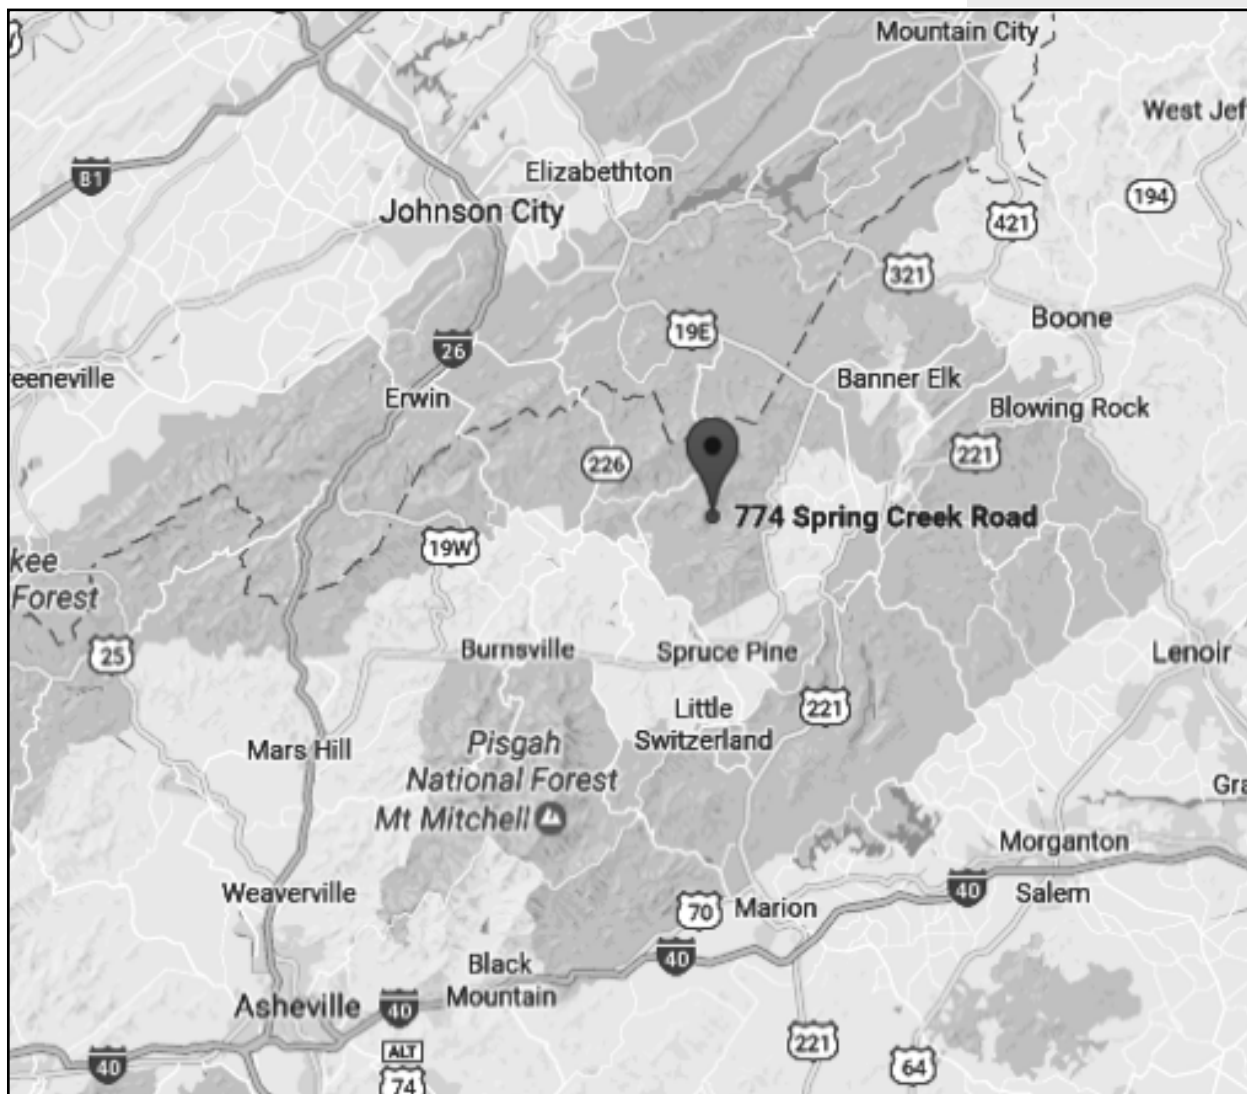 Mountain City
West Jef
81
Elizabethton
194
Johnson City
421
321
Boone
19E
26
eeneville
Banner Elk
Erwin
Blowing Rock
221
226
774 Spring Creek Road
19W
kee
Forest
25
Burnsville
Spruce Pine
Lenoir
221
Little
Switzerland
Mars Hill
Pisgah
National Forest
Mt Mitchell
Gra
Morganton
Weaverville
40
Salem
70
Marion
40
Black
Mountain
Asheville
40
221
ALT
74
40
64